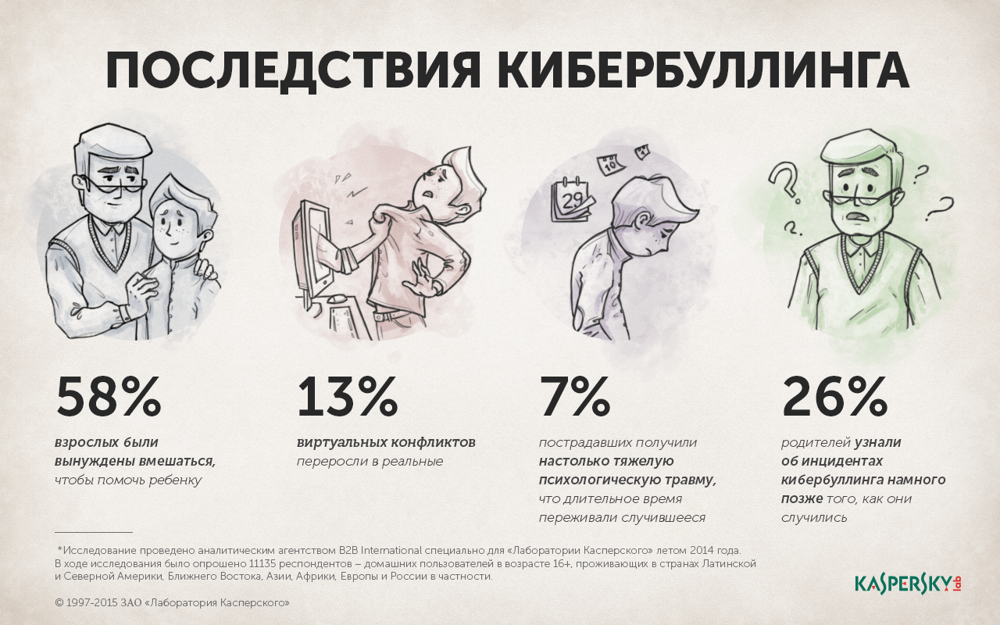 ПОСЛЕДСТВИЯ КИБЕРБУЛЛИНГА
10
4
29
58%
взрослых были
вынуждены вмешаться,
чтобы помочь ребенку
13%
виртуальных конфликтов
переросли в реальные
7%
пострадавших получили
настолько тяжелую
психологическую травму,
что длительное время
переживали случившееся
26%
родителей узнали
об инцидентах
кибербуллинга намного
позже того, как они
случились
*Исследование проведено аналитическим агентством B2B International специально для «Лаборатории Касперского» летом 2014 года.
В ходе исследования было опрошено 11135 респондентов – домашних пользователей в возрасте 16+, проживающих в странах Латинской
и Северной Америки, Ближнего Востока, Азии, Африки, Европы и России в частности.
© 1997-2015 ЗАО «Лаборатория Касперского»
KASPERSKY lab